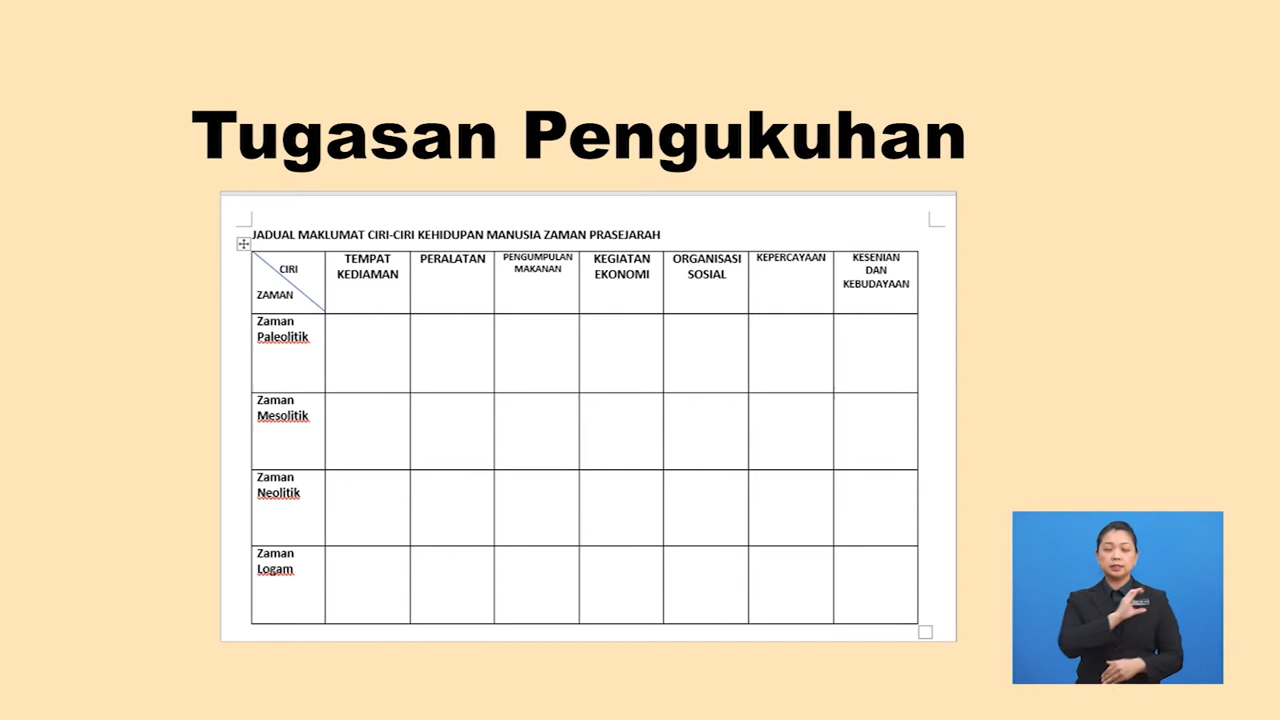 Tugasan Pengukuhan
JADUAL MAKLUMAT CIRI-CIRI KEHIDUPAN MANUSIA ZAMAN PRASEJARAH
CIRI
ZAMAN
TEMPAT
KEDIAMAN
PERALATAN
PENGUMPULAN
MAKANAN
KEGIATAN
EKONOMI
ORGANISASI
SOSIAL
KEPERCAYAAN
KESENIAN
DAN
KEBUDAYAAN
Zaman
Paleolitik
Zaman
Mesolitik
Zaman
Neolitik
Zaman
Logam